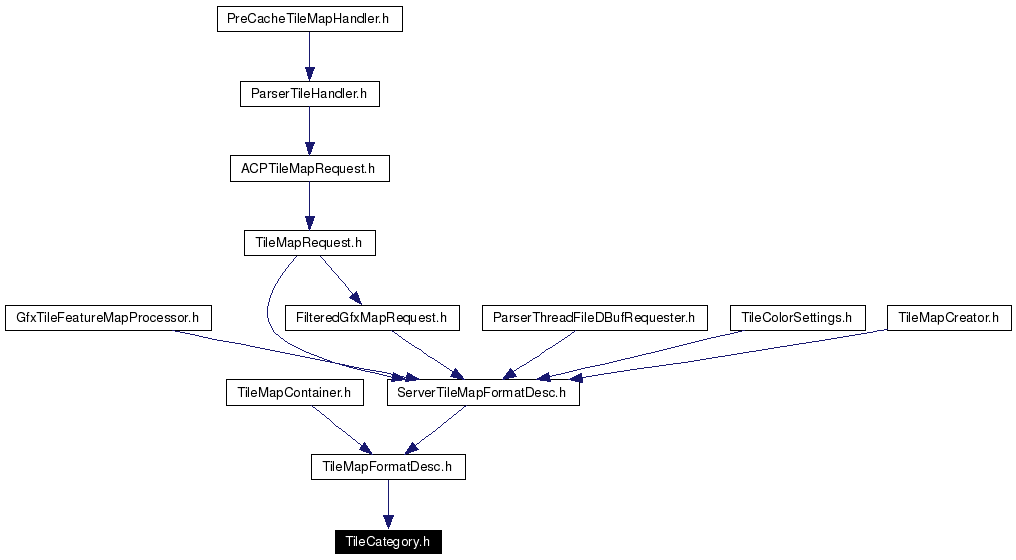 PreCacheTileMapHandler.h
ParserTileHandler.h
ACPTileMapRequest.h
TileMapRequest.h
GfxTileFeatureMapProcessor.h
FilteredGfxMapRequest.h
ParserThreadFileDBufRequester.h
TileColorSettings.h
TileMapCreator.h
TileMapContainer.h
ServerTileMapFormatDesc.h
TileMapFormatDesc.h
TileCategory.h